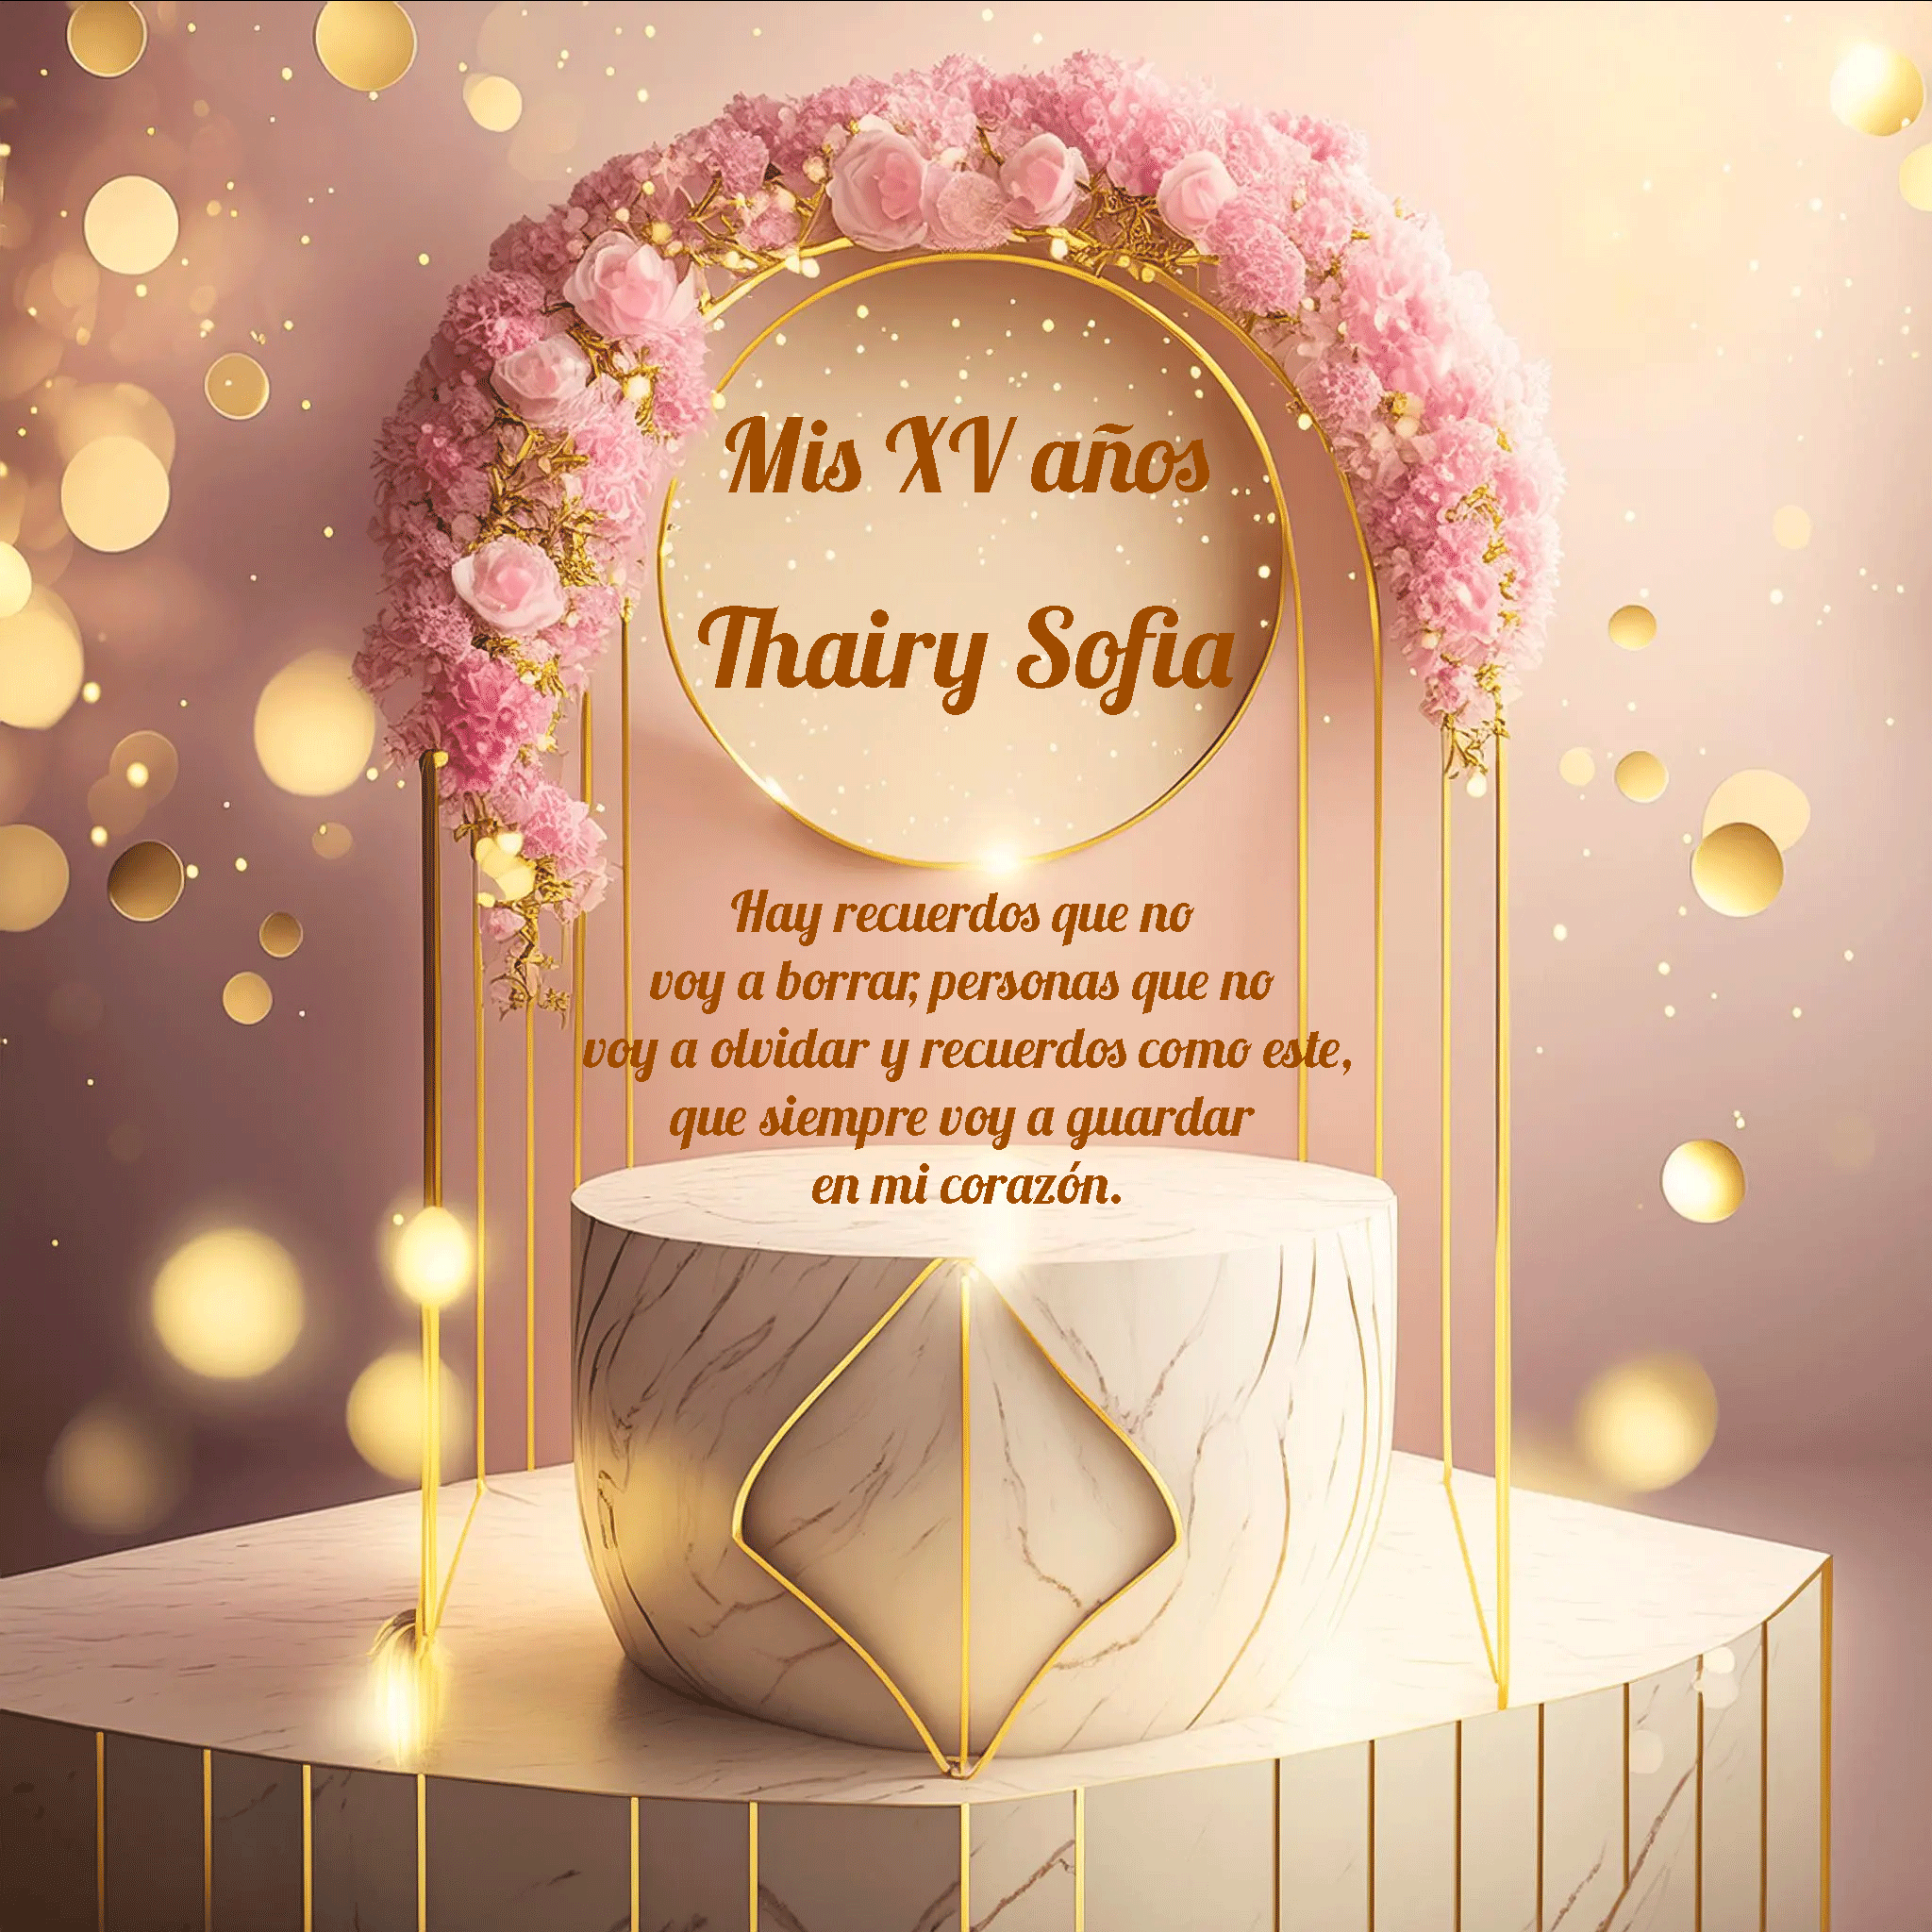 Mis XV años
Thairy Sofia
Hay recuerdos que no
voy a borrar, personas que no
voy a olvidar y recuerdos como este,
que siempre voy a guardar
en mi corazón.